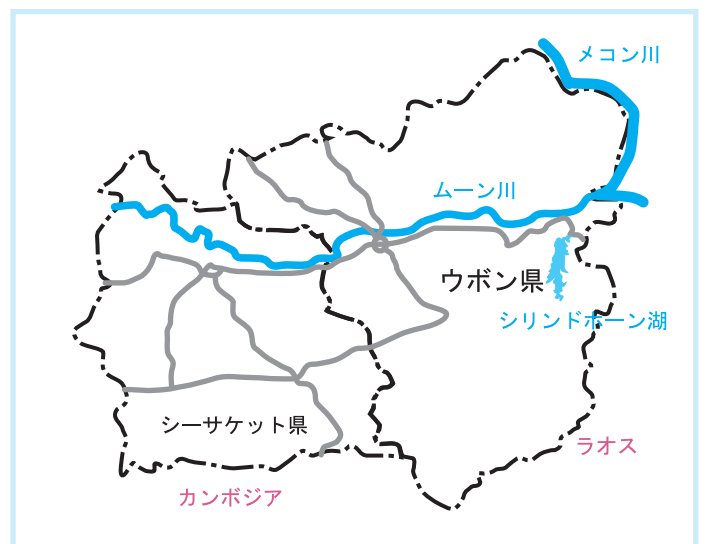 メコン川
ムーン川
ウボン県
シリンドホーン湖
シーサケット県
ラオス
カンボジア